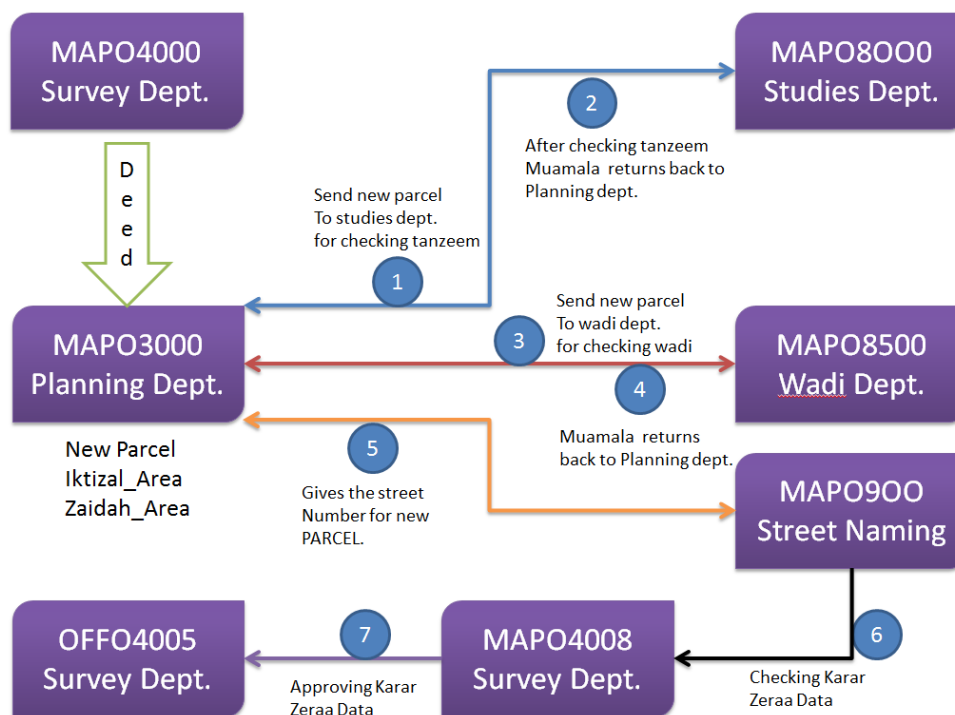 MAPO4000
Survey Dept.
MAPO8OO0
Studies Dept.
2
After checking tanzeem
Muamala returns back to
Planning dept.
D
e
e
d
Send new parcel
To studies dept.
for checking tanzeem
1
MAPO3000
Planning Dept.
Send new parcel
To wadi dept.
for checking wadi
3
MAPO8500
Wadi Dept.
4
Muamala returns
back to Planning dept.
New Parcel
Iktizal_Area
Zaidah_Area
5
Gives the street
Number for new
PARCEL.
MAPO9OO
Street Naming
6
Checking Karar
Zeraa Data
MAPO4008
Survey Dept.
7
Approving Karar
Zeraa Data
OFFO4005
Survey Dept.